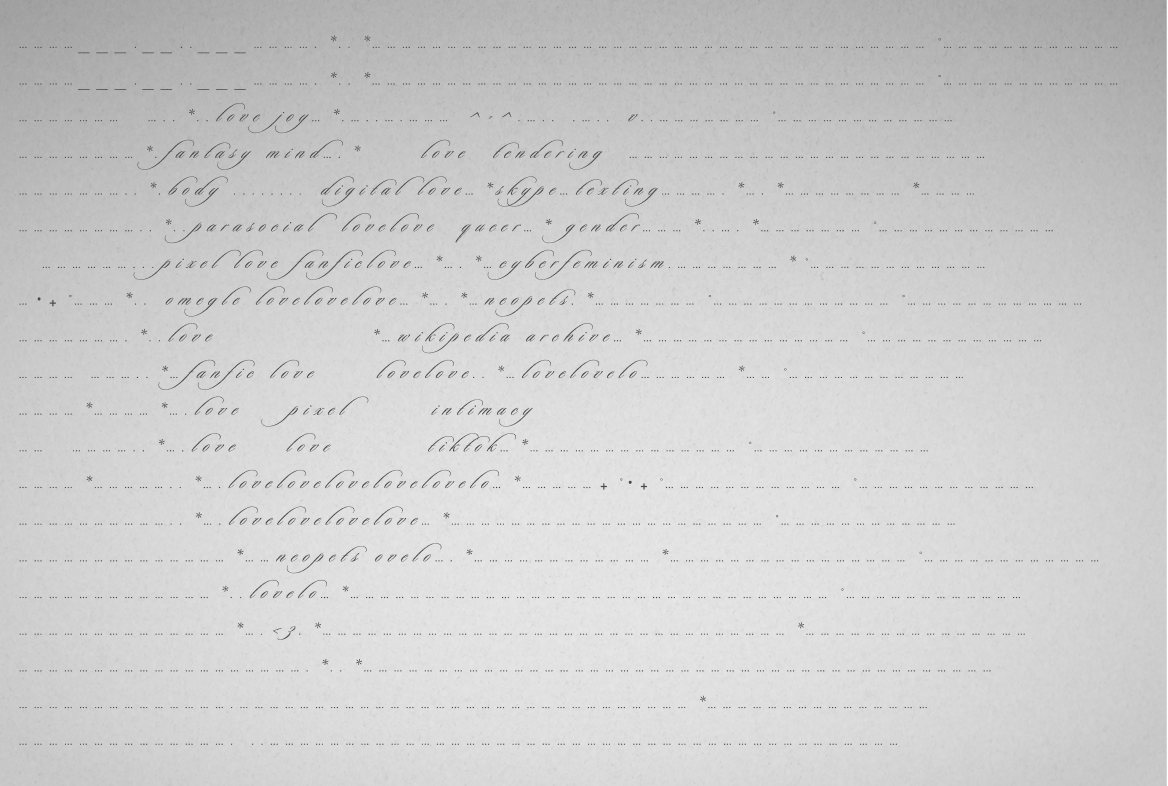 *..love joy… *
*.fantasy mind….* love tendering
*.body ........ digital love… *skype…texting
*..parasocial lovelove queer… * gender
pixel love fanficlove… *….*…cyberfeminism
*.. omegle lovelovelove… *….*…neopets. *
*..love *…wikipedia archive… *
*…fanfic love lovelove.. *…lovelovelo
*….love pixel intimacy
*….love love tiktok… *
*….lovelovelovelovelovelo… *
*….lovelovelovelove… *
*……neopets ovelo….*
*..lovelo… *
*….<3. *